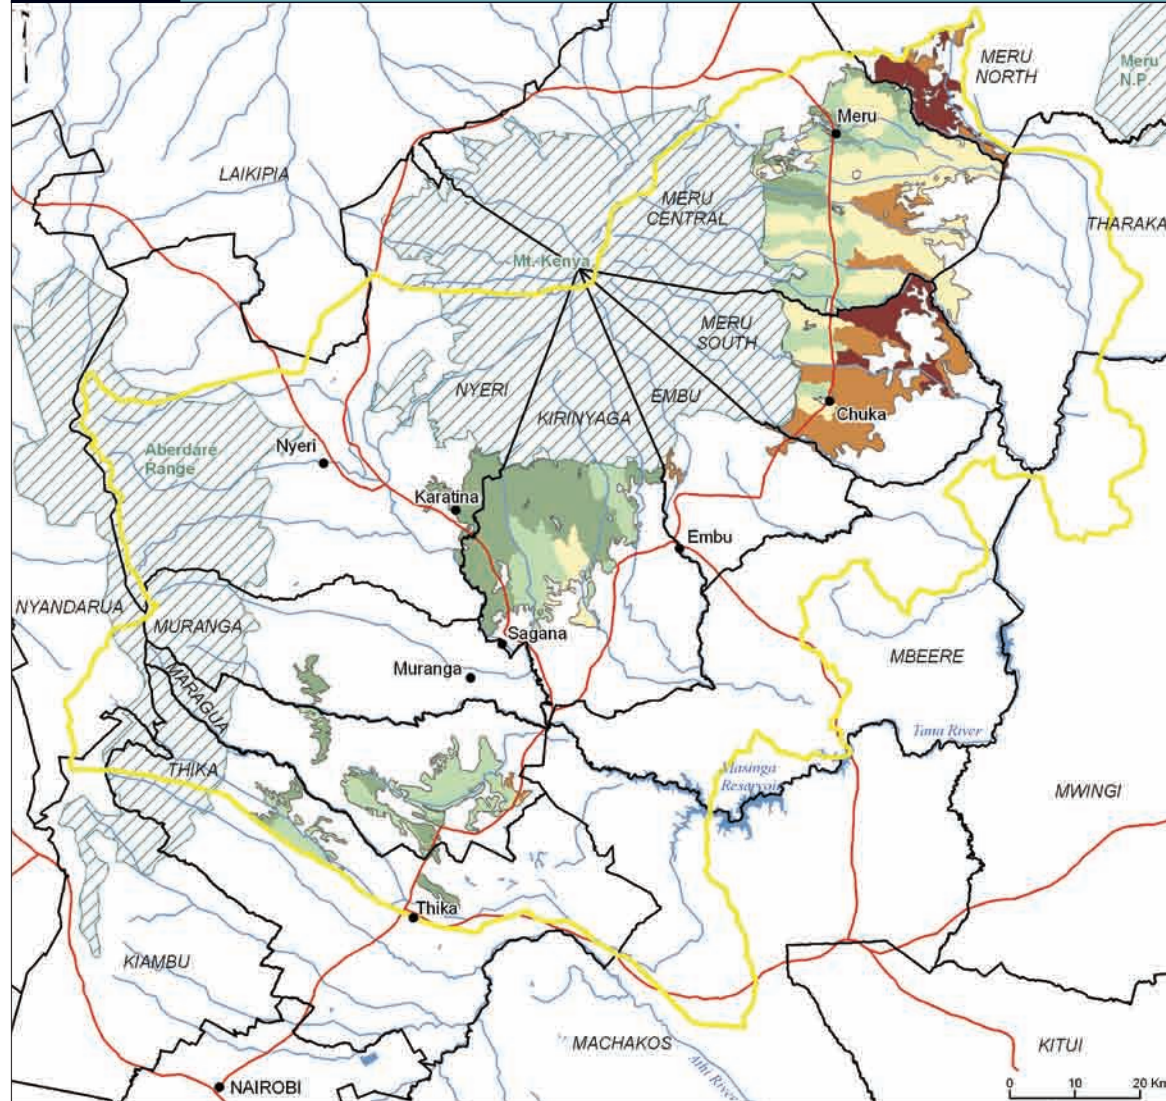 MERU
NORTH
Meru
N.P.
Meru
LAIKIPIA
MERU
CENTRAL
THARAKA
Mt. Kenya
MERU
SOUTH
NYERI
EMBU
KIRINYAGA
Chuka
Aberdare
Range
Nyeri
Karatina
Embu
NYANDARUA
MURANGA
Sagana
MBEERE
Muranga
MARAGUA
Tana River
THIKA
Masinga
Reservoir
MWINGI
Thika
KIAMBU
MACHAKOS
KITUI
Athi River
NAIROBI
0 10 20 Km